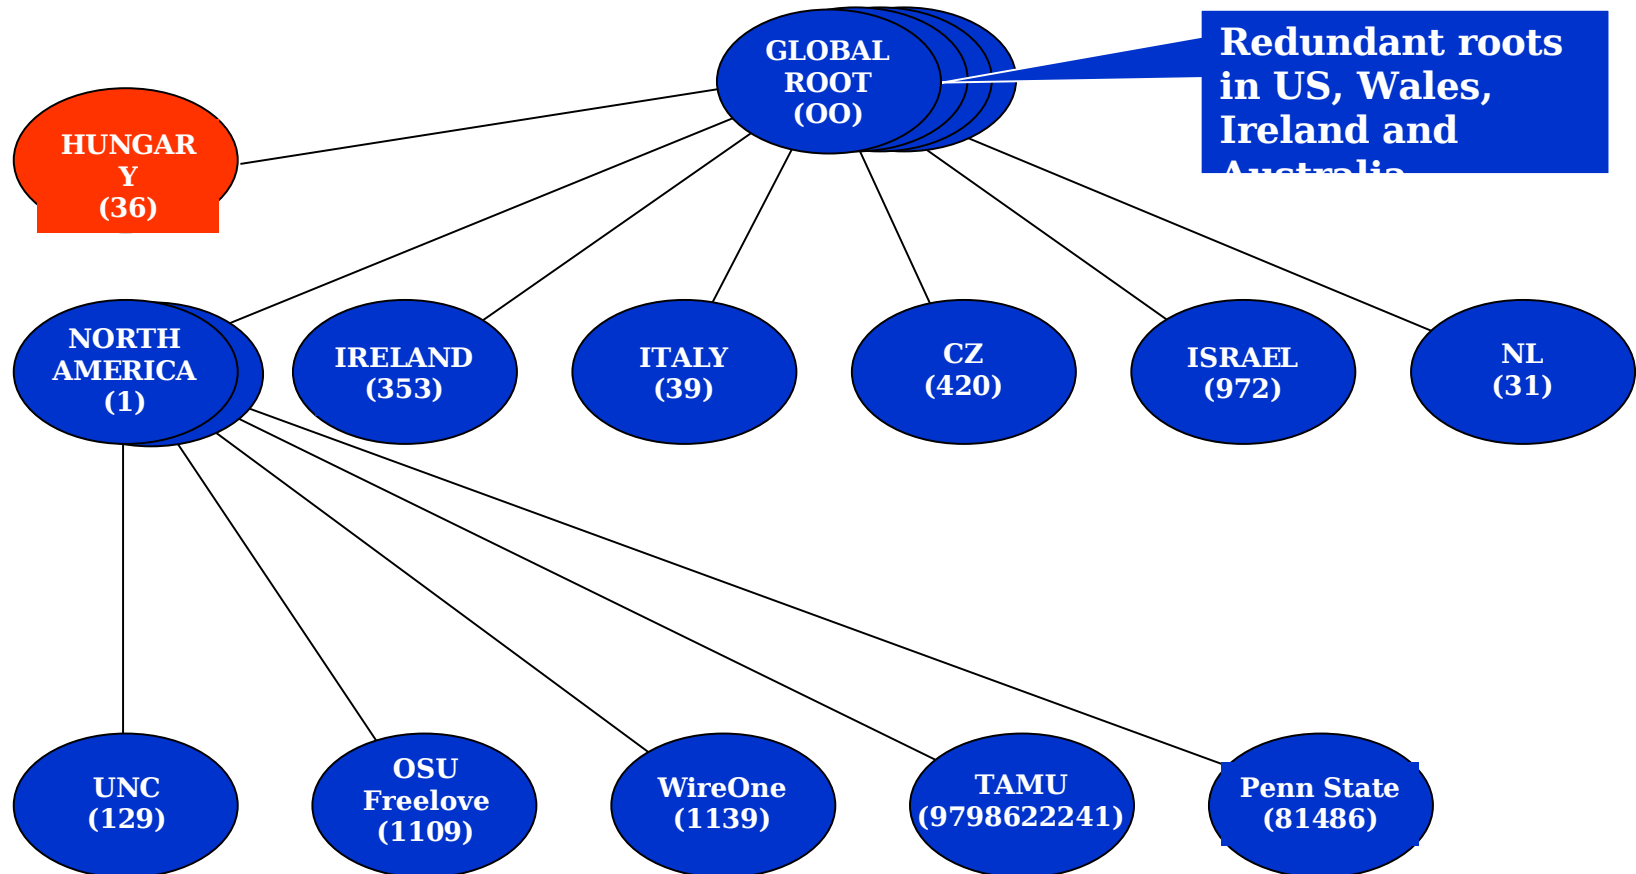 GLOBAL
ROOT
(OO)
Redundant roots
in US, Wales,
Ireland and
Australia
HUNGAR
Y
(36)
NORTH
AMERICA
(1)
IRELAND
(353)
ITALY
(39)
CZ
(420)
ISRAEL
(972)
NL
(31)
UNC
(129)
OSU
Freelove
(1109)
WireOne
(1139)
TAMU
(9798622241)
Penn State
(81486)